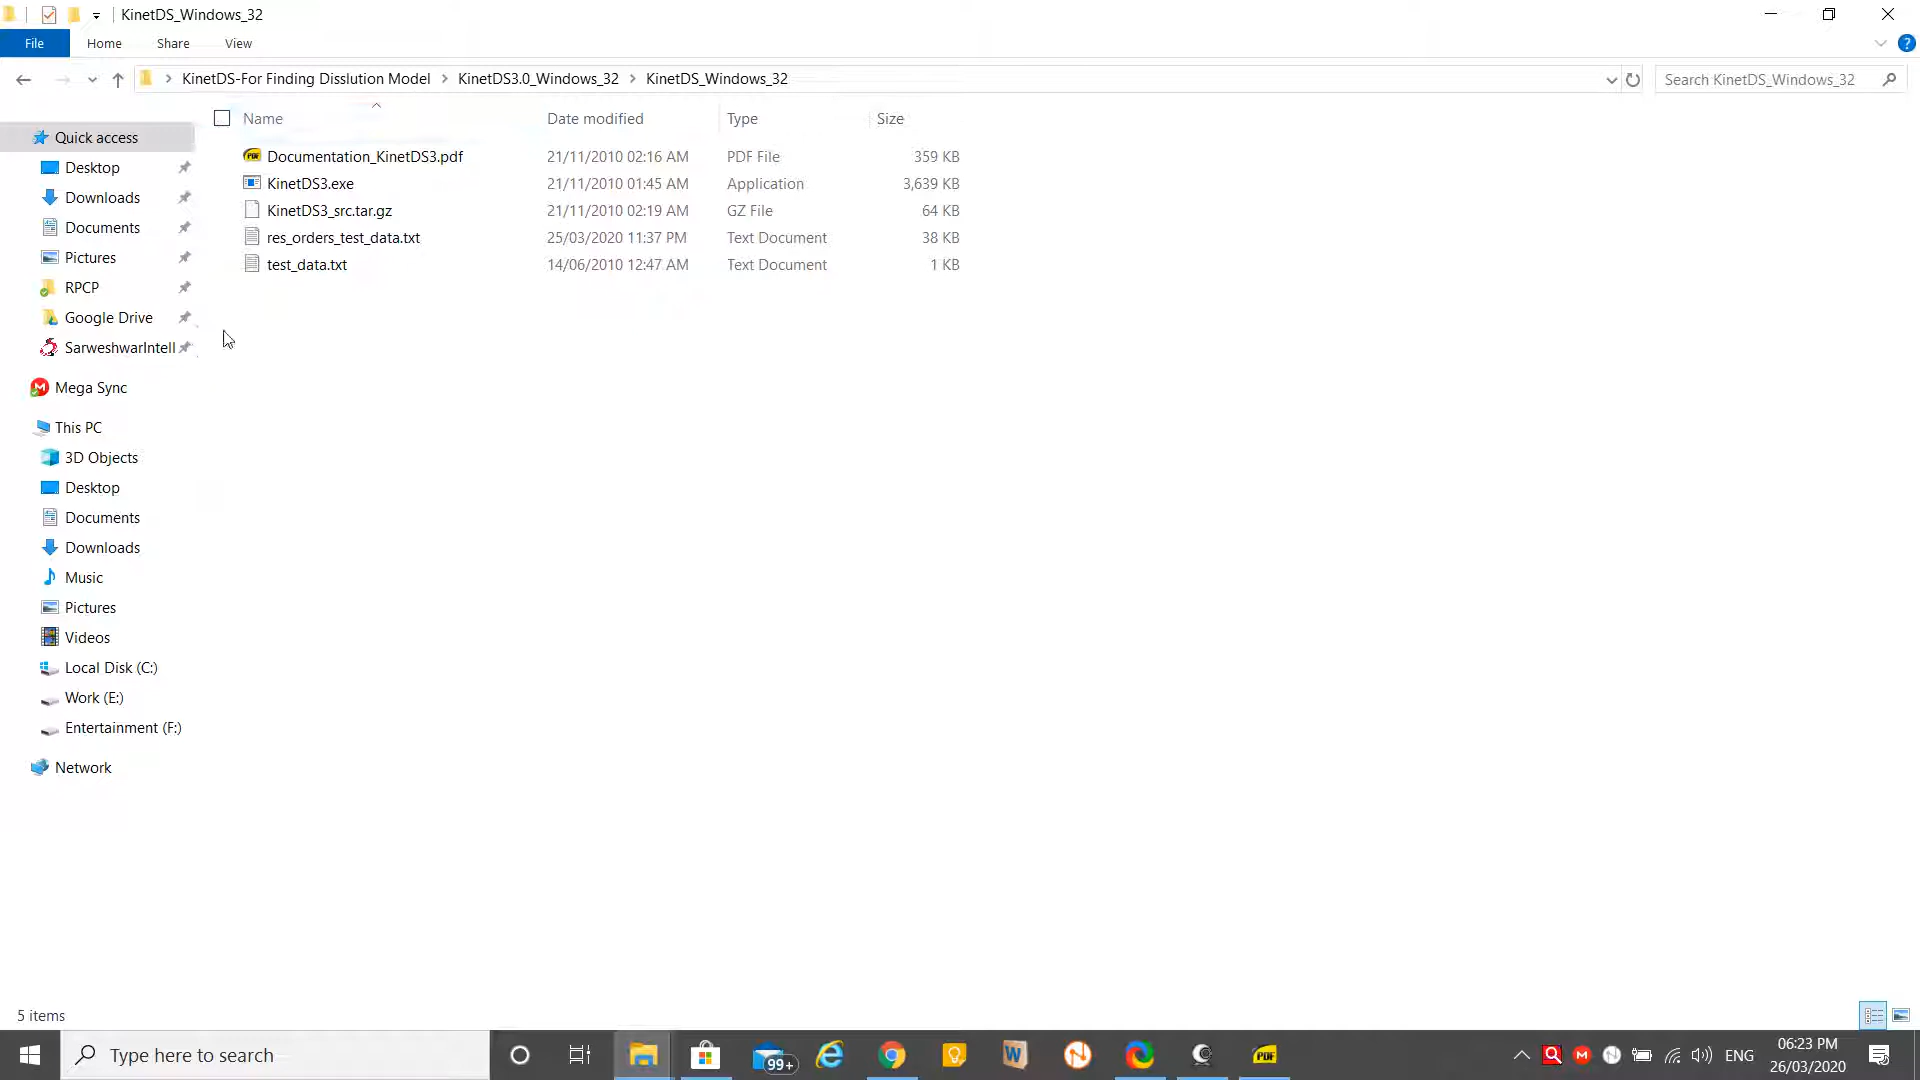 KinetDS_Windows_32
File Home Share View
KinetDS-For Finding Disslution Model KinetDS3.0_Windows_32 KinetDS_Windows_32
Search KinetDS_Windows_32
Name Date modified Type Size
Documentation_KinetDS3.pdf 21/11/2010 02:16 AM PDF File 359 KB
KinetDS3.exe 21/11/2010 01:45 AM Application 3,639 KB
KinetDS3_src.tar.gz 21/11/2010 02:19 AM GZ File 64 KB
res_orders_test_data.txt 25/03/2020 11:37 PM Text Document 38 KB
test_data.txt 14/06/2010 12:47 AM Text Document 1 KB
Quick access
Desktop
Downloads
Documents
Pictures
RPCP
Google Drive
SarweshwarIntell
Mega Sync
This PC
3D Objects
Desktop
Documents
Downloads
Music
Pictures
Videos
Local Disk (C:)
Work (E:)
Entertainment (F:)
Network
5 items
Type here to search
99+
PDF
ENG
06:23 PM
26/03/2020